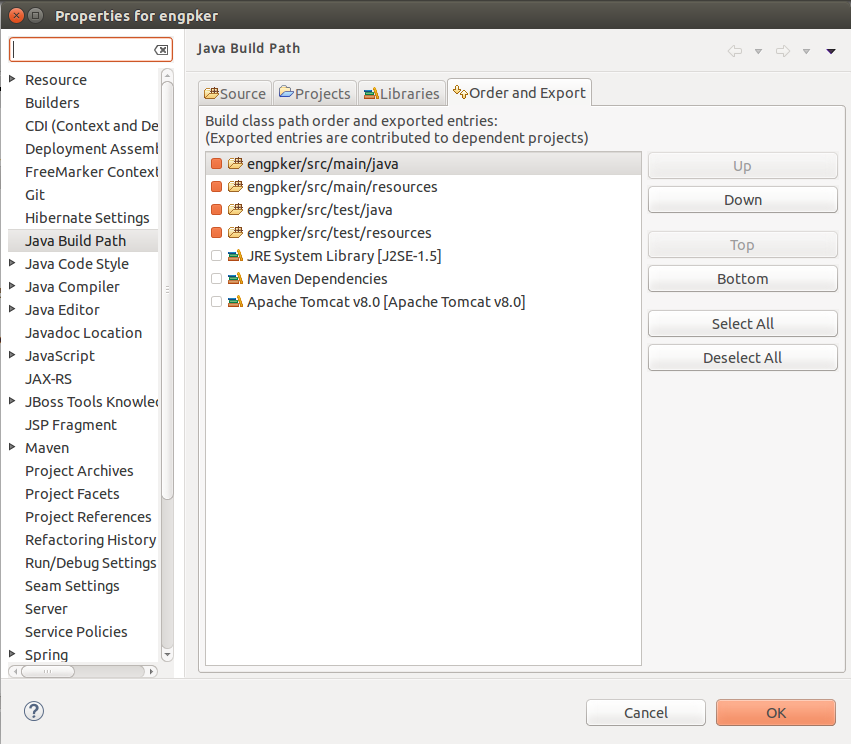 Properties for engpker
Java Build Path
Resource
Builders
CDI (Context and De
Deployment Assemb
FreeMarker Context
Git
Hibernate Settings
Java Build Path
Java Code Style
Java Compiler
Java Editor
Javadoc Location
JavaScript
JAX-RS
JBoss Tools Knowled
JSP Fragment
Maven
Project Archives
Project Facets
Project References
Refactoring History
Run/Debug Settings
Seam Settings
Server
Service Policies
Spring
Source Projects Libraries Order and Export
Build class path order and exported entries:
(Exported entries are contributed to dependent projects)
engpker/src/main/java
engpker/src/main/resources
engpker/src/test/java
engpker/src/test/resources
JRE System Library [J2SE-1.5]
Maven Dependencies
Apache Tomcat v8.0 [Apache Tomcat v8.0]
Up
Down
Top
Bottom
Select All
Deselect All
?
Cancel OK